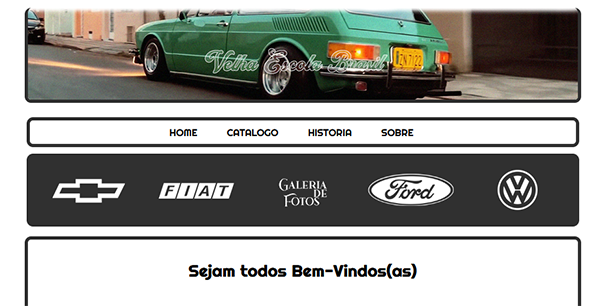 Velha Escola Brasil
HOME CATALOGO HISTORIA SOBRE
FIAT
GALERIA
DE
FOTOS
Ford
Sejam todos Bem-Vindos(as)